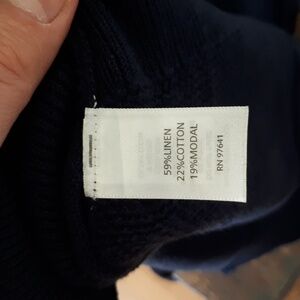 59%LINEN
22%COTTON
19%MODAL
RN 97641